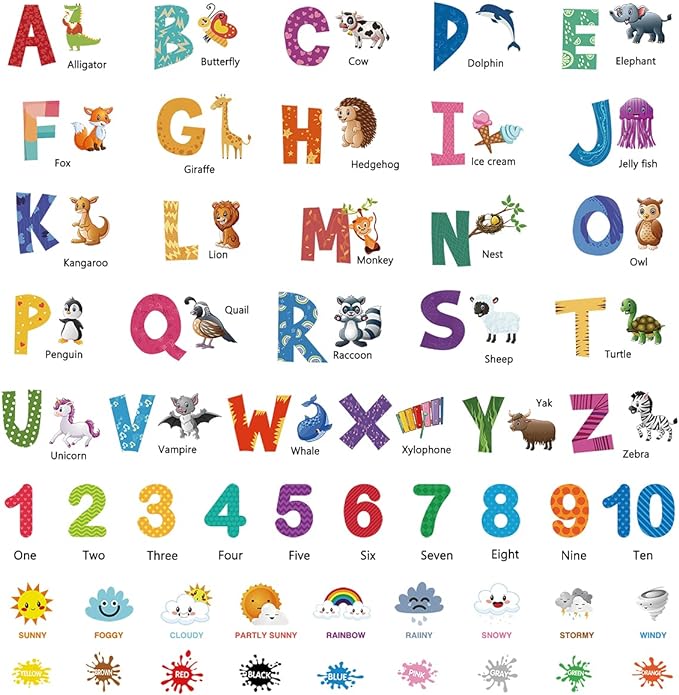 A Alligator
B Butterfly
C Cow
D Dolphin
E Elephant
F Fox
G Giraffe
H Hedgehog
I Ice cream
J Jelly fish
K Kangaroo
L Lion
M Monkey
N Nest
O Owl
P Penguin
Q Quail
R Raccoon
S Sheep
T Turtle
U Unicorn
V Vampire
W Whale
X Xylophone
Y Yak
Z Zebra
1 2 3 4 5 6 7 8 9 10
One Two Three Four Five Six Seven Eight Nine Ten
SUNNY FOGGY CLOUDY PARTLY SUNNY RAINBOW RAIINY SNOWY STORMY WINDY
YELLOW BROWN RED BLACK BLUE PINK GRAY GREEN ORANGE